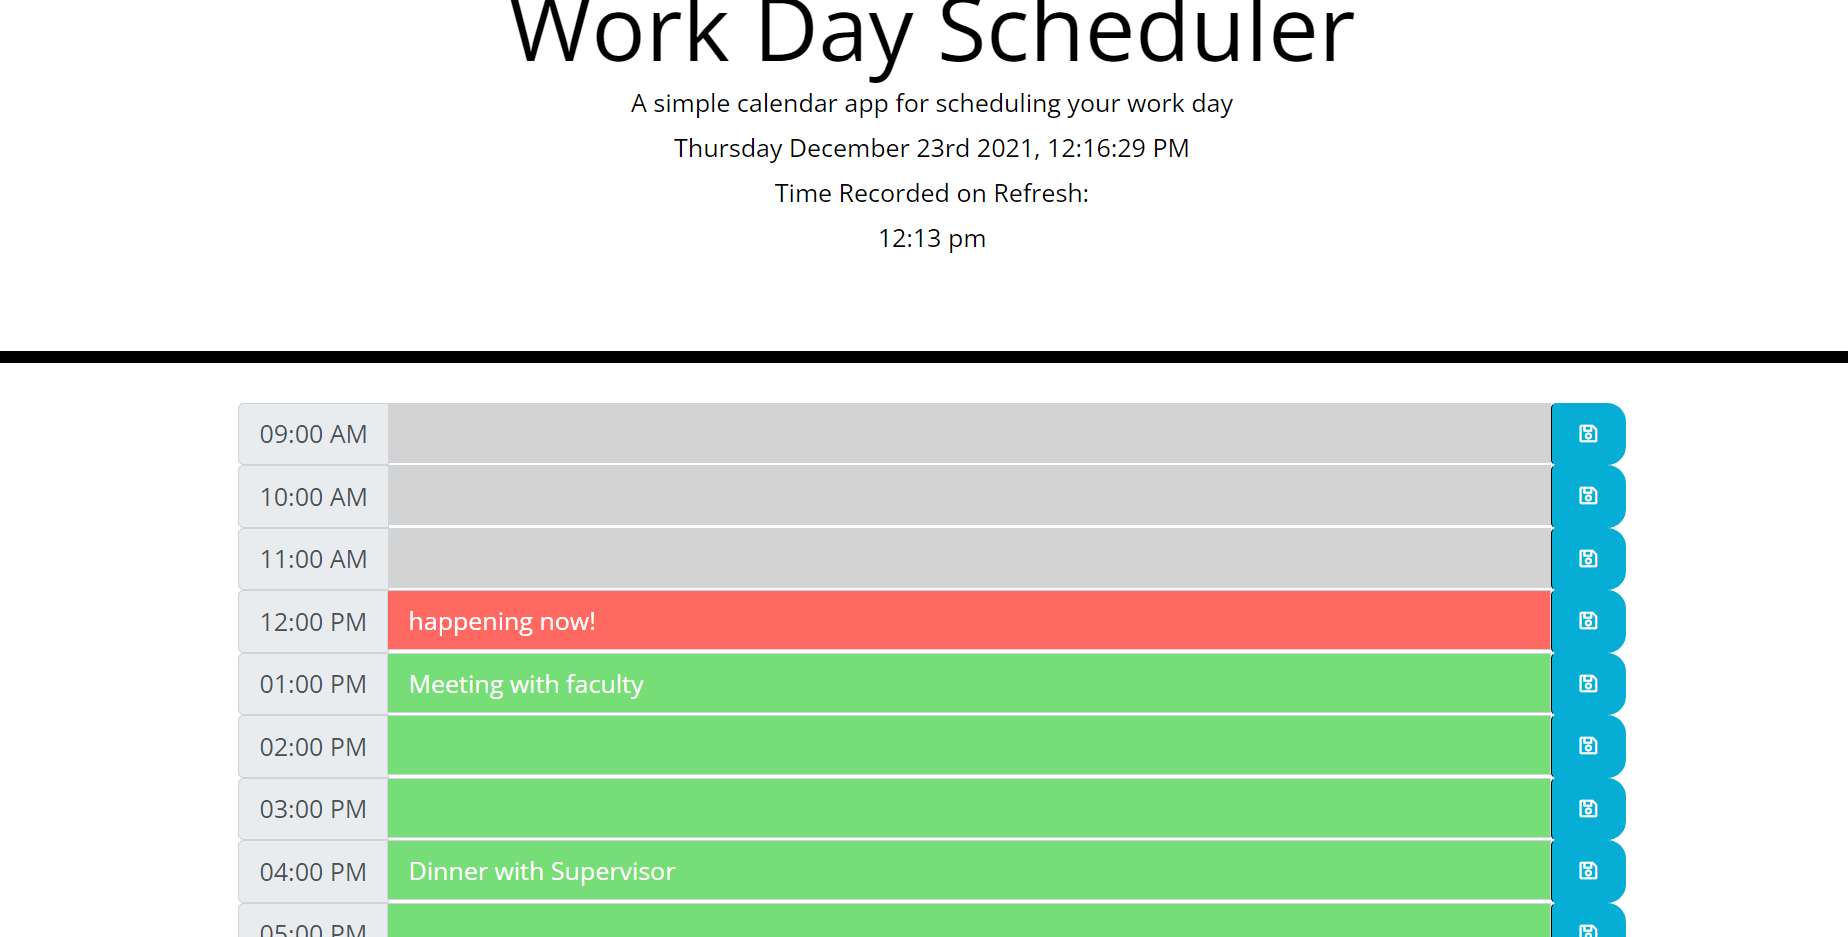 Work Day Scheduler
A simple calendar app for scheduling your work day
Thursday December 23rd 2021, 12:16:29 PM
Time Recorded on Refresh:
12:13 pm
09:00 AM
10:00 AM
11:00 AM
12:00 PM happening now!
01:00 PM Meeting with faculty
02:00 PM
03:00 PM
04:00 PM Dinner with Supervisor
05:00 PM